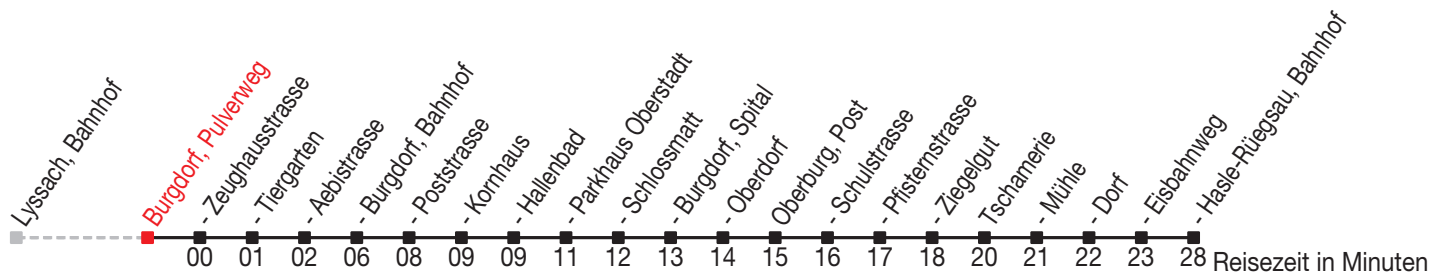 Lyssach, Bahnhof
Burgdorf, Pulverweg
- Zeughausstrasse
- Tiergarten
- Aebistrasse
- Burgdorf, Bahnhof
- Poststrasse
- Kornhaus
- Hallenbad
- Parkhaus Oberstadt
- Schlossmatt
- Burgdorf, Spital
- Oberdorf
Oberburg, Post
- Schulstrasse
- Pfisternstrasse
- Ziegelgut
Tschamerie
- Mühle
- Dorf
- Eisbahnweg
- Hasle-Rüegsau, Bahnhof
00 01 02 06 08 09 09 11 12 13 14 15 16 17 18 20 21 22 23 28 Reisezeit in Minuten